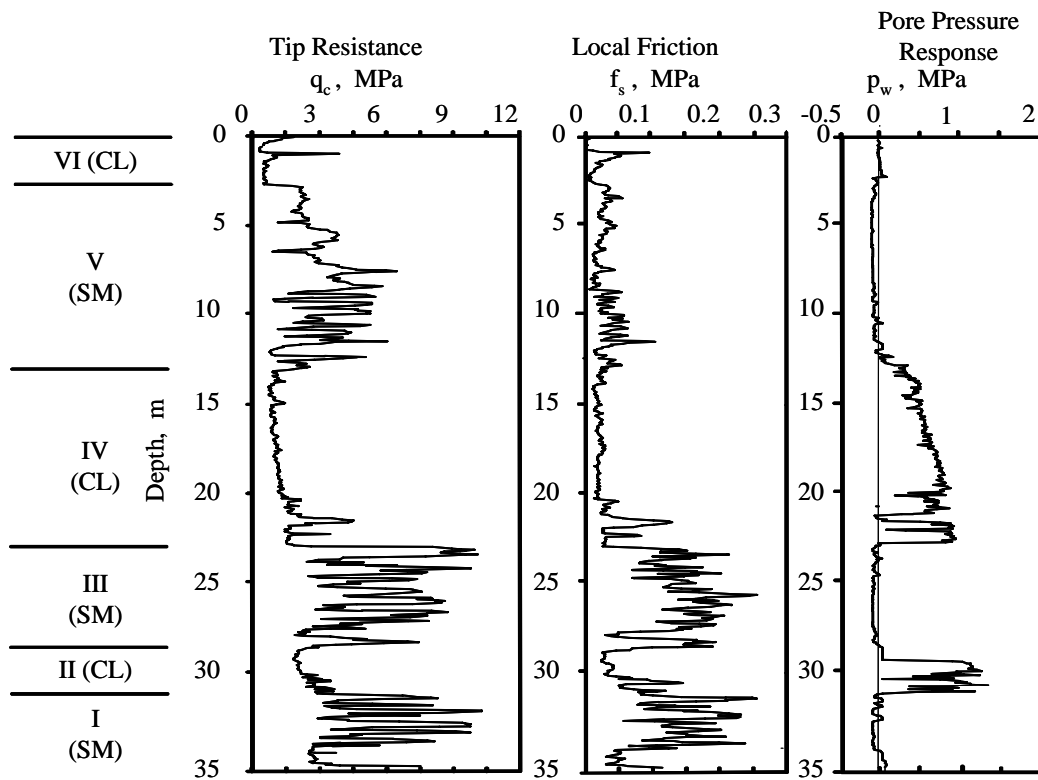 Tip Resistance
q_c , MPa
3 6 9 12
Local Friction
f_s , MPa
0 0.1 0.2 0.3
Pore Pressure
Response
p_w , MPa
-0.5 0 1 2
0
5
10
15
20
25
30
35
Depth, m
VI (CL)
V
(SM)
IV
(CL)
III
(SM)
II (CL)
I
(SM)
0
5
10
15
20
25
30
35
0
5
10
15
20
25
30
35